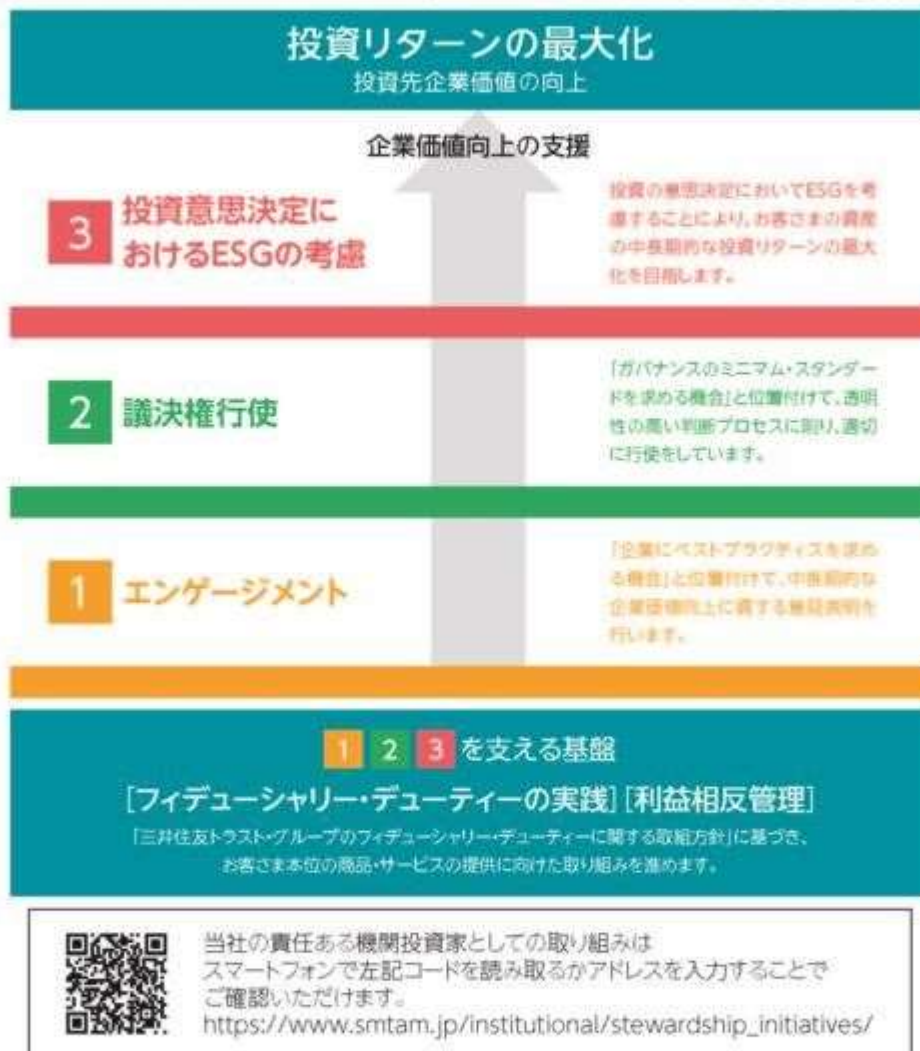 投資リターンの最大化
投資先企業価値の向上
企業価値向上の支援
3 投資意思決定に
おけるESGの考慮
投資の意思決定においてESGを考
慮することにより、お客さまの資産
の中長期的な投資リターンの最大
化を目指します。
2 議決権行使
「ガバナンスのミニマム・スタンダー
ドを求める機会」と位置付けて、透明
性の高い判断プロセスに則り、適切
に行使をしています。
1 エンゲージメント
「企業にベストプラクティスを求め
る機会」と位置付けて、中長期的な
企業価値向上に資する意見表明を
行います。
1 2 3 を支える基盤
[フィデューシャリー・デューティーの実践][利益相反管理]
「三井住友トラスト・グループのフィデューシャリー・デューティーに関する取組方針」に基づき、
お客さま本位の商品・サービスの提供に向けた取り組みを進めます。
当社の責任ある機関投資家としての取り組みは
スマートフォンで左記コードを読み取るかアドレスを入力することで
ご確認いただけます。
https://www.smtam.jp/institutional/stewardship_initiatives/